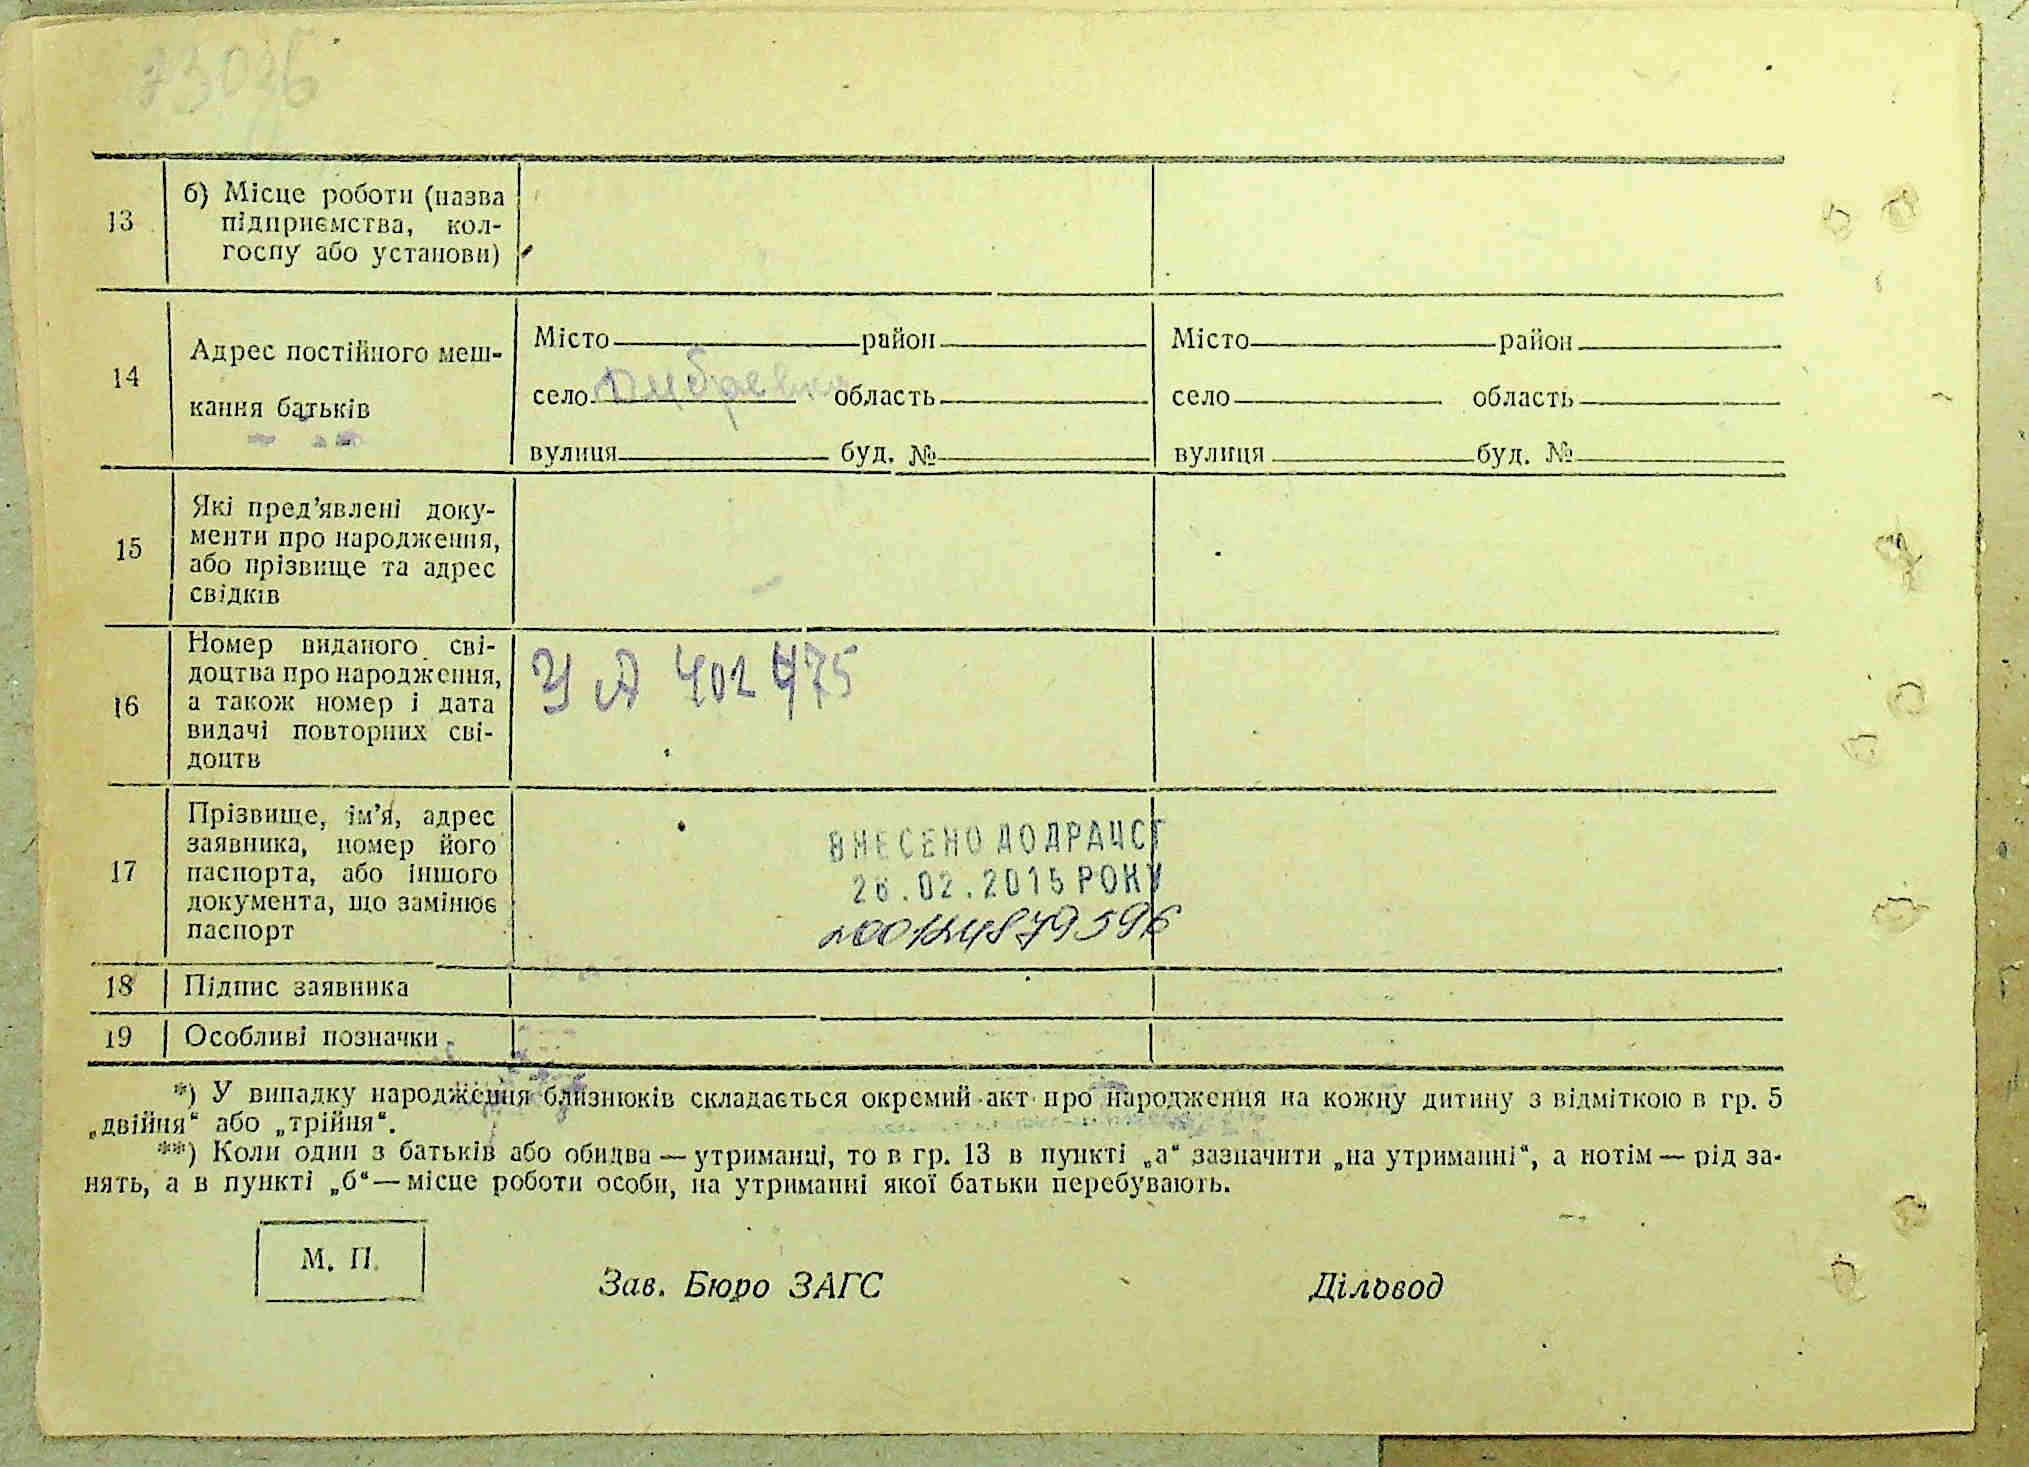 13
б) Місце роботи (назва
підприємства, кол-
госпу або установи)
14
Адрес постійного меш-
кання батьків
Місто район
село область
вулиця буд. №
Місто район
село область
вулиця буд. №
15
Які пред’явлені доку-
менти про народження,
або прізвище та адрес
свідків
16
Номер виданого сві-
доцтва про народження,
а також номер і дата
видачі повторних сві-
доцтв
УА 402475
17
Прізвище, ім’я, адрес
заявника, номер його
паспорта, або іншого
документа, що замінює
паспорт
ВНЕСЕНО ДО ДРАЦСГ
26.02.2015 РОКУ
18 Підпис заявника
19 Особливі позначки
*) У випадку народження близнюків складається окремий акт про народження на кожну дитину з відміткою в гр. 5
„двійня“ або „трійня“.
**) Коли один з батьків або обидва — утриманці, то в гр. 13 в пункті „а“ зазначити „на утриманні“, а потім — рід за-
нять, а в пункті „б“ — місце роботи особи, на утриманні якої батьки перебувають.
М. П.
Зав. Бюро ЗАГС
Діловод